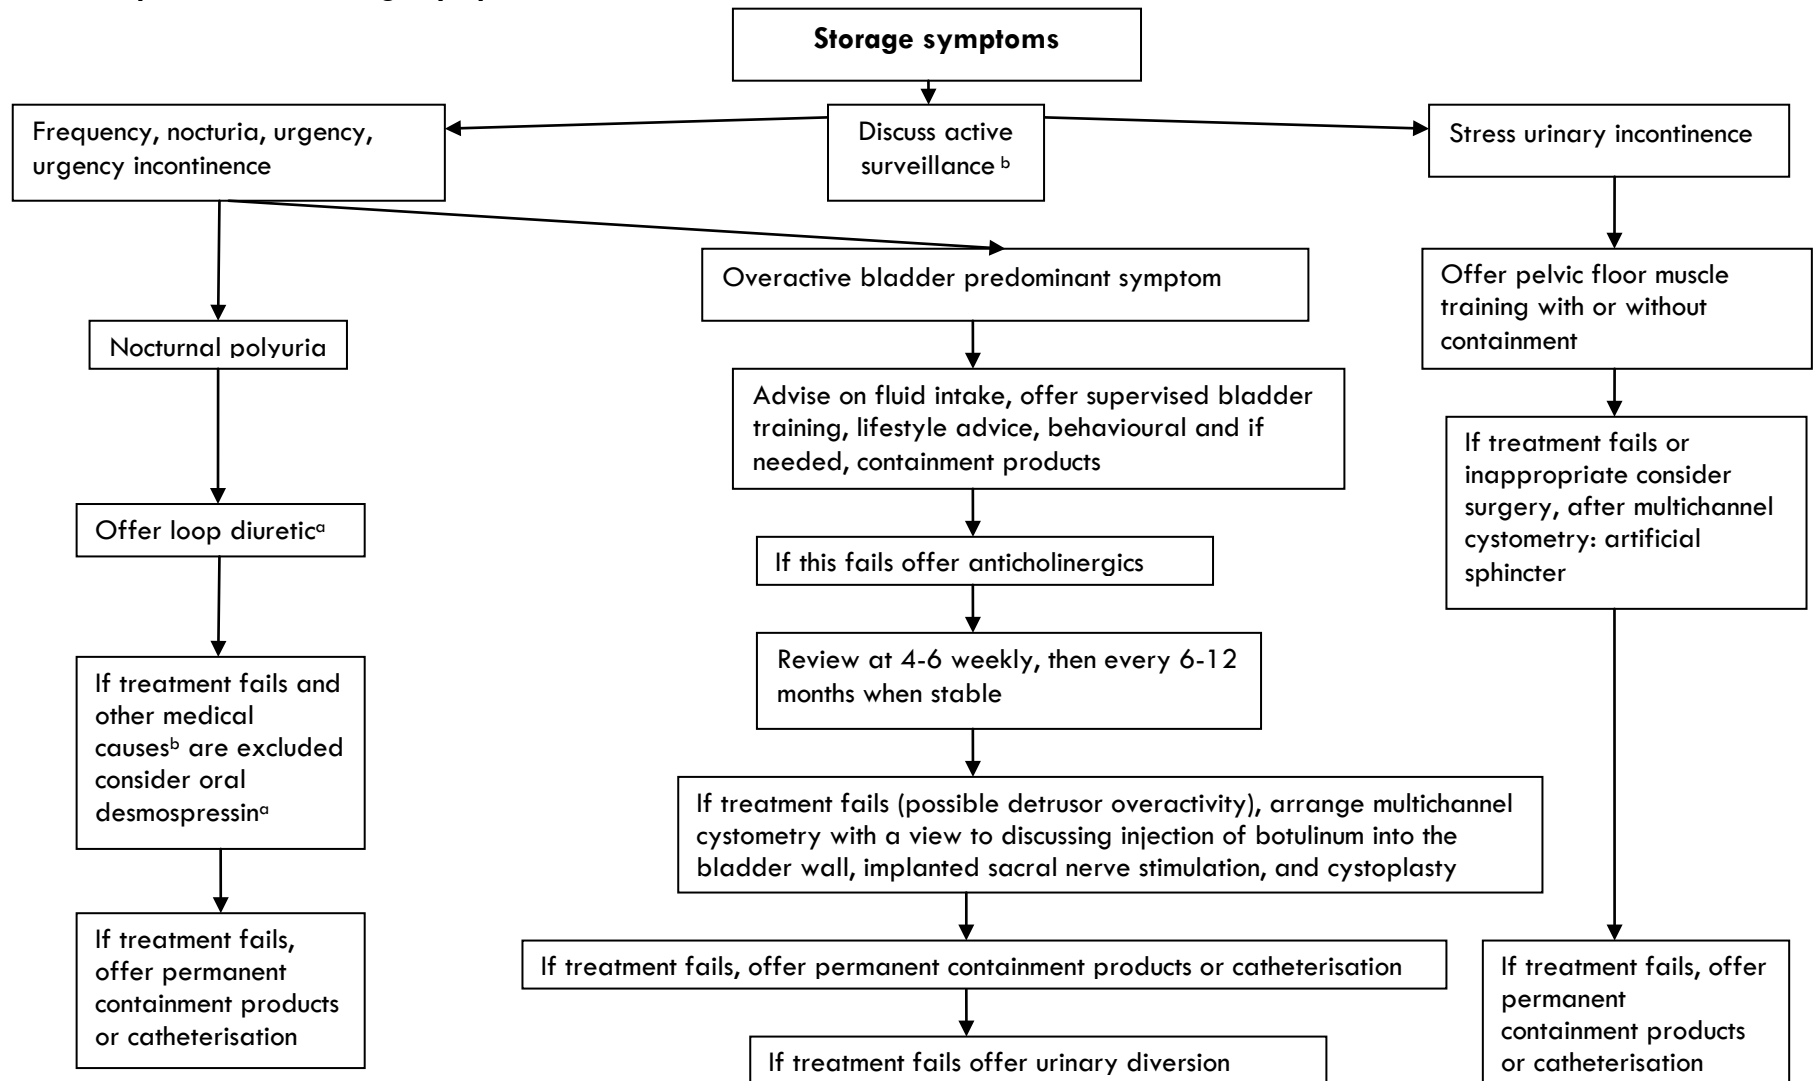 Storage symptoms
Frequency, nocturia, urgency,
urgency incontinence
Discuss active
surveillance ᵇ
Stress urinary incontinence
Nocturnal polyuria
Offer loop diureticᵃ
If treatment fails and
other medical
causesᵇ are excluded
consider oral
desmospressinᵃ
If treatment fails,
offer permanent
containment products
or catheterisation
Overactive bladder predominant symptom
Advise on fluid intake, offer supervised bladder
training, lifestyle advice, behavioural and if
needed, containment products
If this fails offer anticholinergics
Review at 4-6 weekly, then every 6-12
months when stable
If treatment fails (possible detrusor overactivity), arrange multichannel
cystometry with a view to discussing injection of botulinum into the
bladder wall, implanted sacral nerve stimulation, and cystoplasty
If treatment fails, offer permanent containment products or catheterisation
If treatment fails offer urinary diversion
Offer pelvic floor muscle
training with or without
containment
If treatment fails or
inappropriate consider
surgery, after multichannel
cystometry: artificial
sphincter
If treatment fails, offer
permanent
containment products
or catheterisation